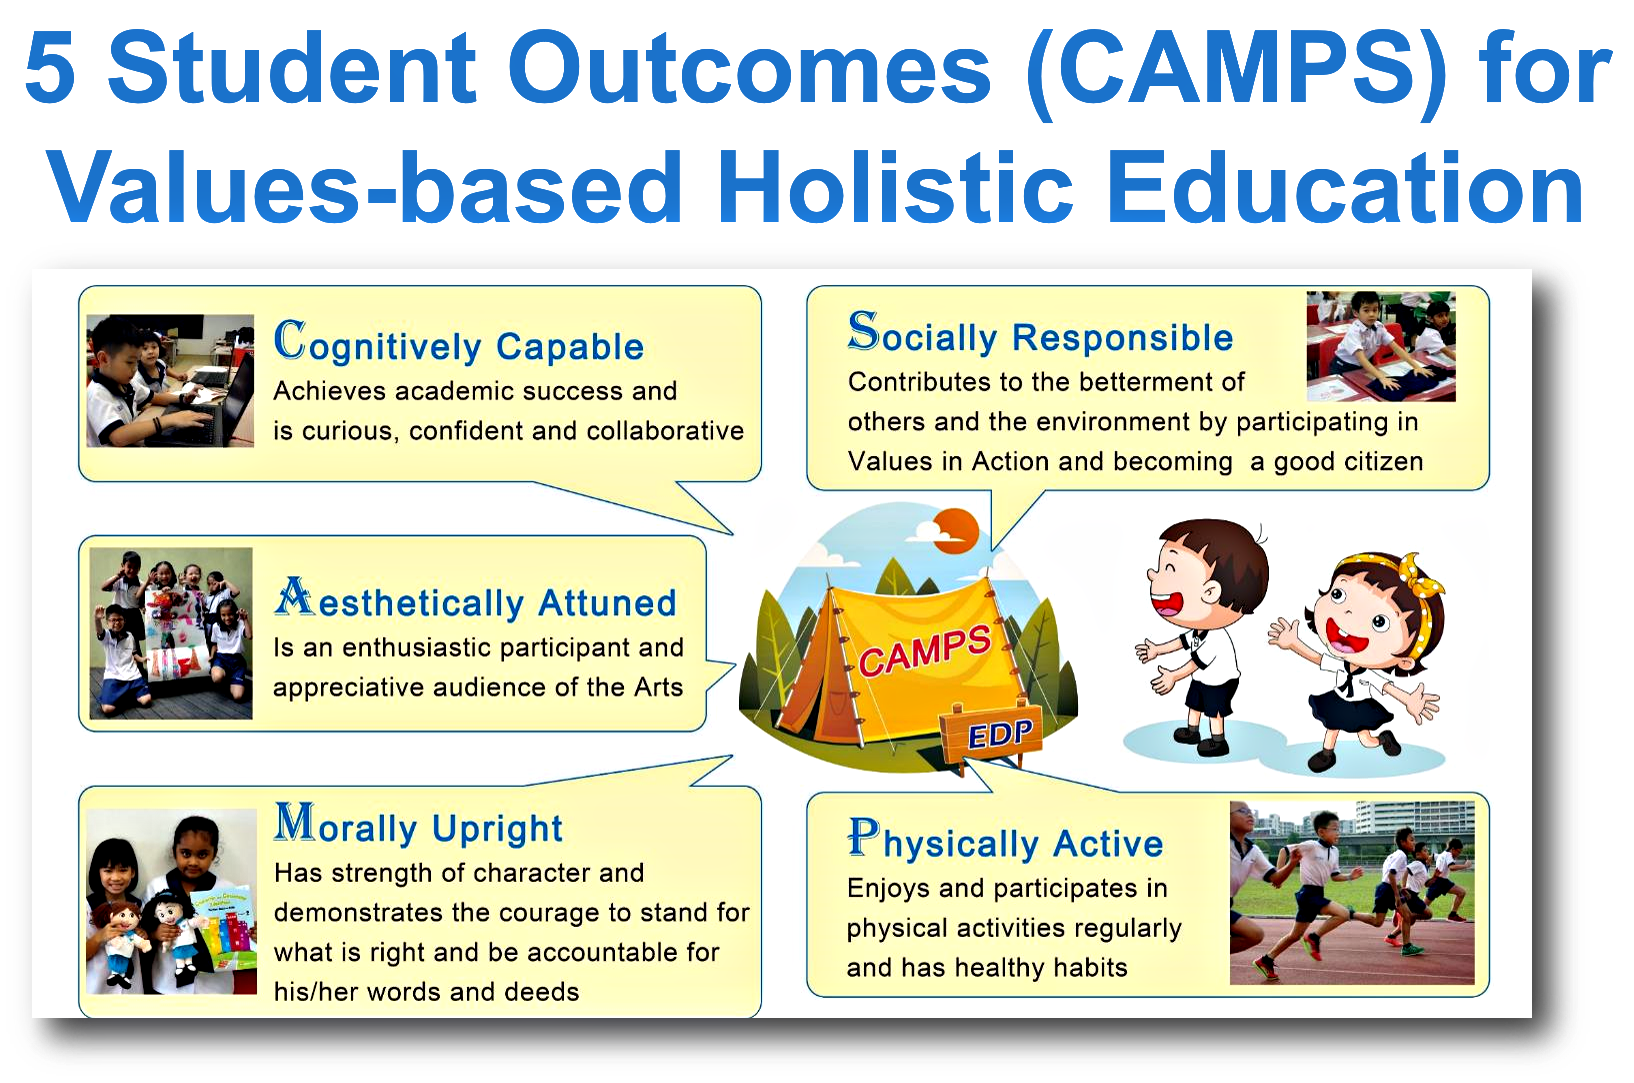 5 Student Outcomes (CAMPS) for
Values-based Holistic Education
Cognitively Capable
Achieves academic success and
is curious, confident and collaborative
Aesthetically Attuned
Is an enthusiastic participant and
appreciative audience of the Arts
Morally Upright
Has strength of character and
demonstrates the courage to stand for
what is right and be accountable for
his/her words and deeds
Socially Responsible
Contributes to the betterment of
others and the environment by participating in
Values in Action and becoming a good citizen
CAMPS
EDP
Physically Active
Enjoys and participates in
physical activities regularly
and has healthy habits